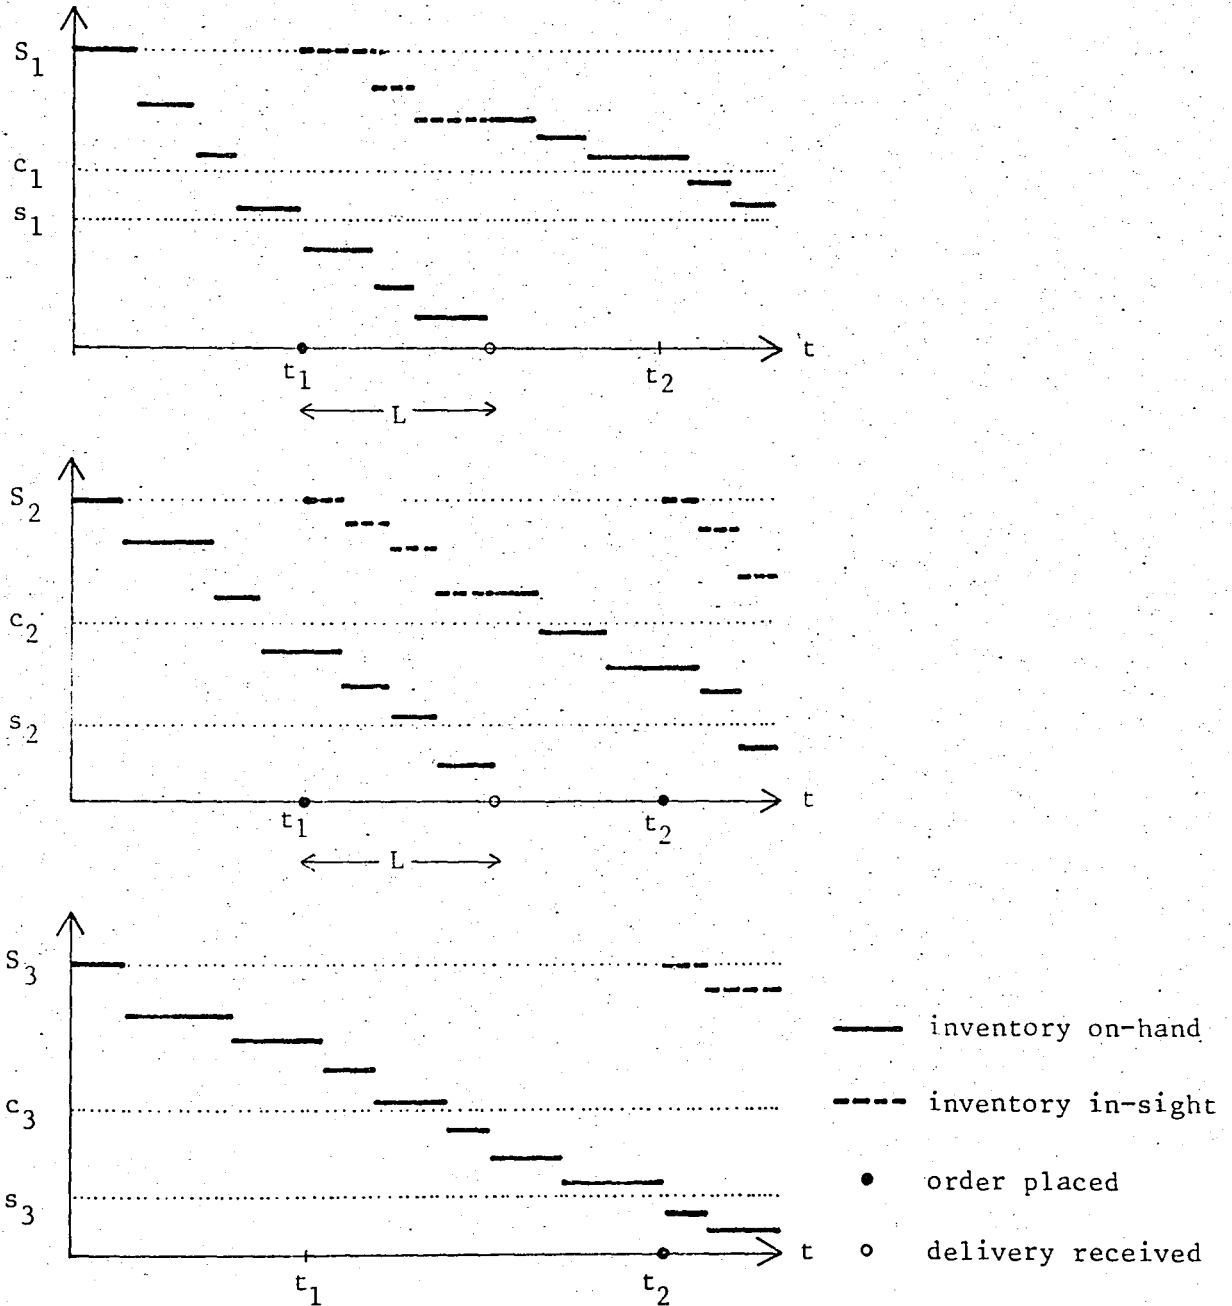 S1
c1
s1
t
t1
t2
L
S2
c2
s2
t
t1
t2
L
S3
c3
s3
t
t1
t2
inventory on-hand
inventory in-sight
order placed
delivery received